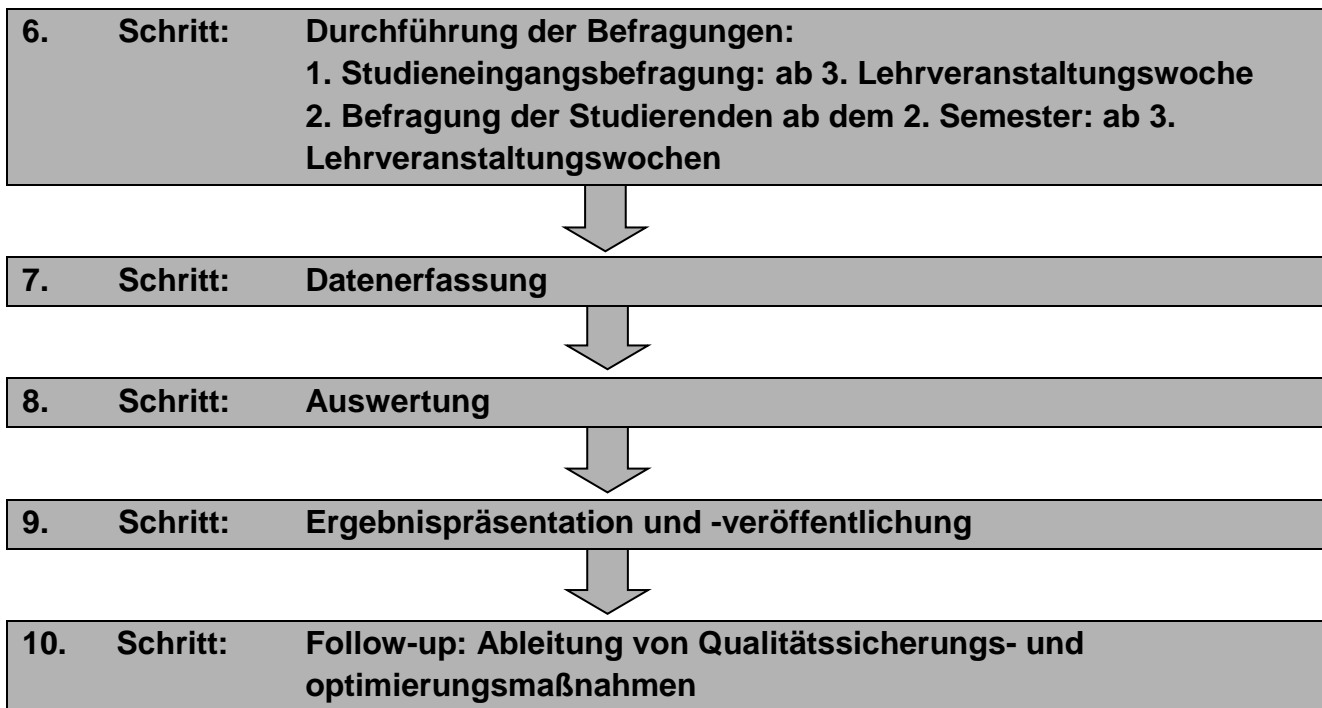 6. Schritt: Durchführung der Befragungen:
1. Studieneingangsbefragung: ab 3. Lehrveranstaltungswoche
2. Befragung der Studierenden ab dem 2. Semester: ab 3.
Lehrveranstaltungswochen
7. Schritt: Datenerfassung
8. Schritt: Auswertung
9. Schritt: Ergebnispräsentation und -veröffentlichung
10. Schritt: Follow-up: Ableitung von Qualitätssicherungs- und
optimierungsmaßnahmen